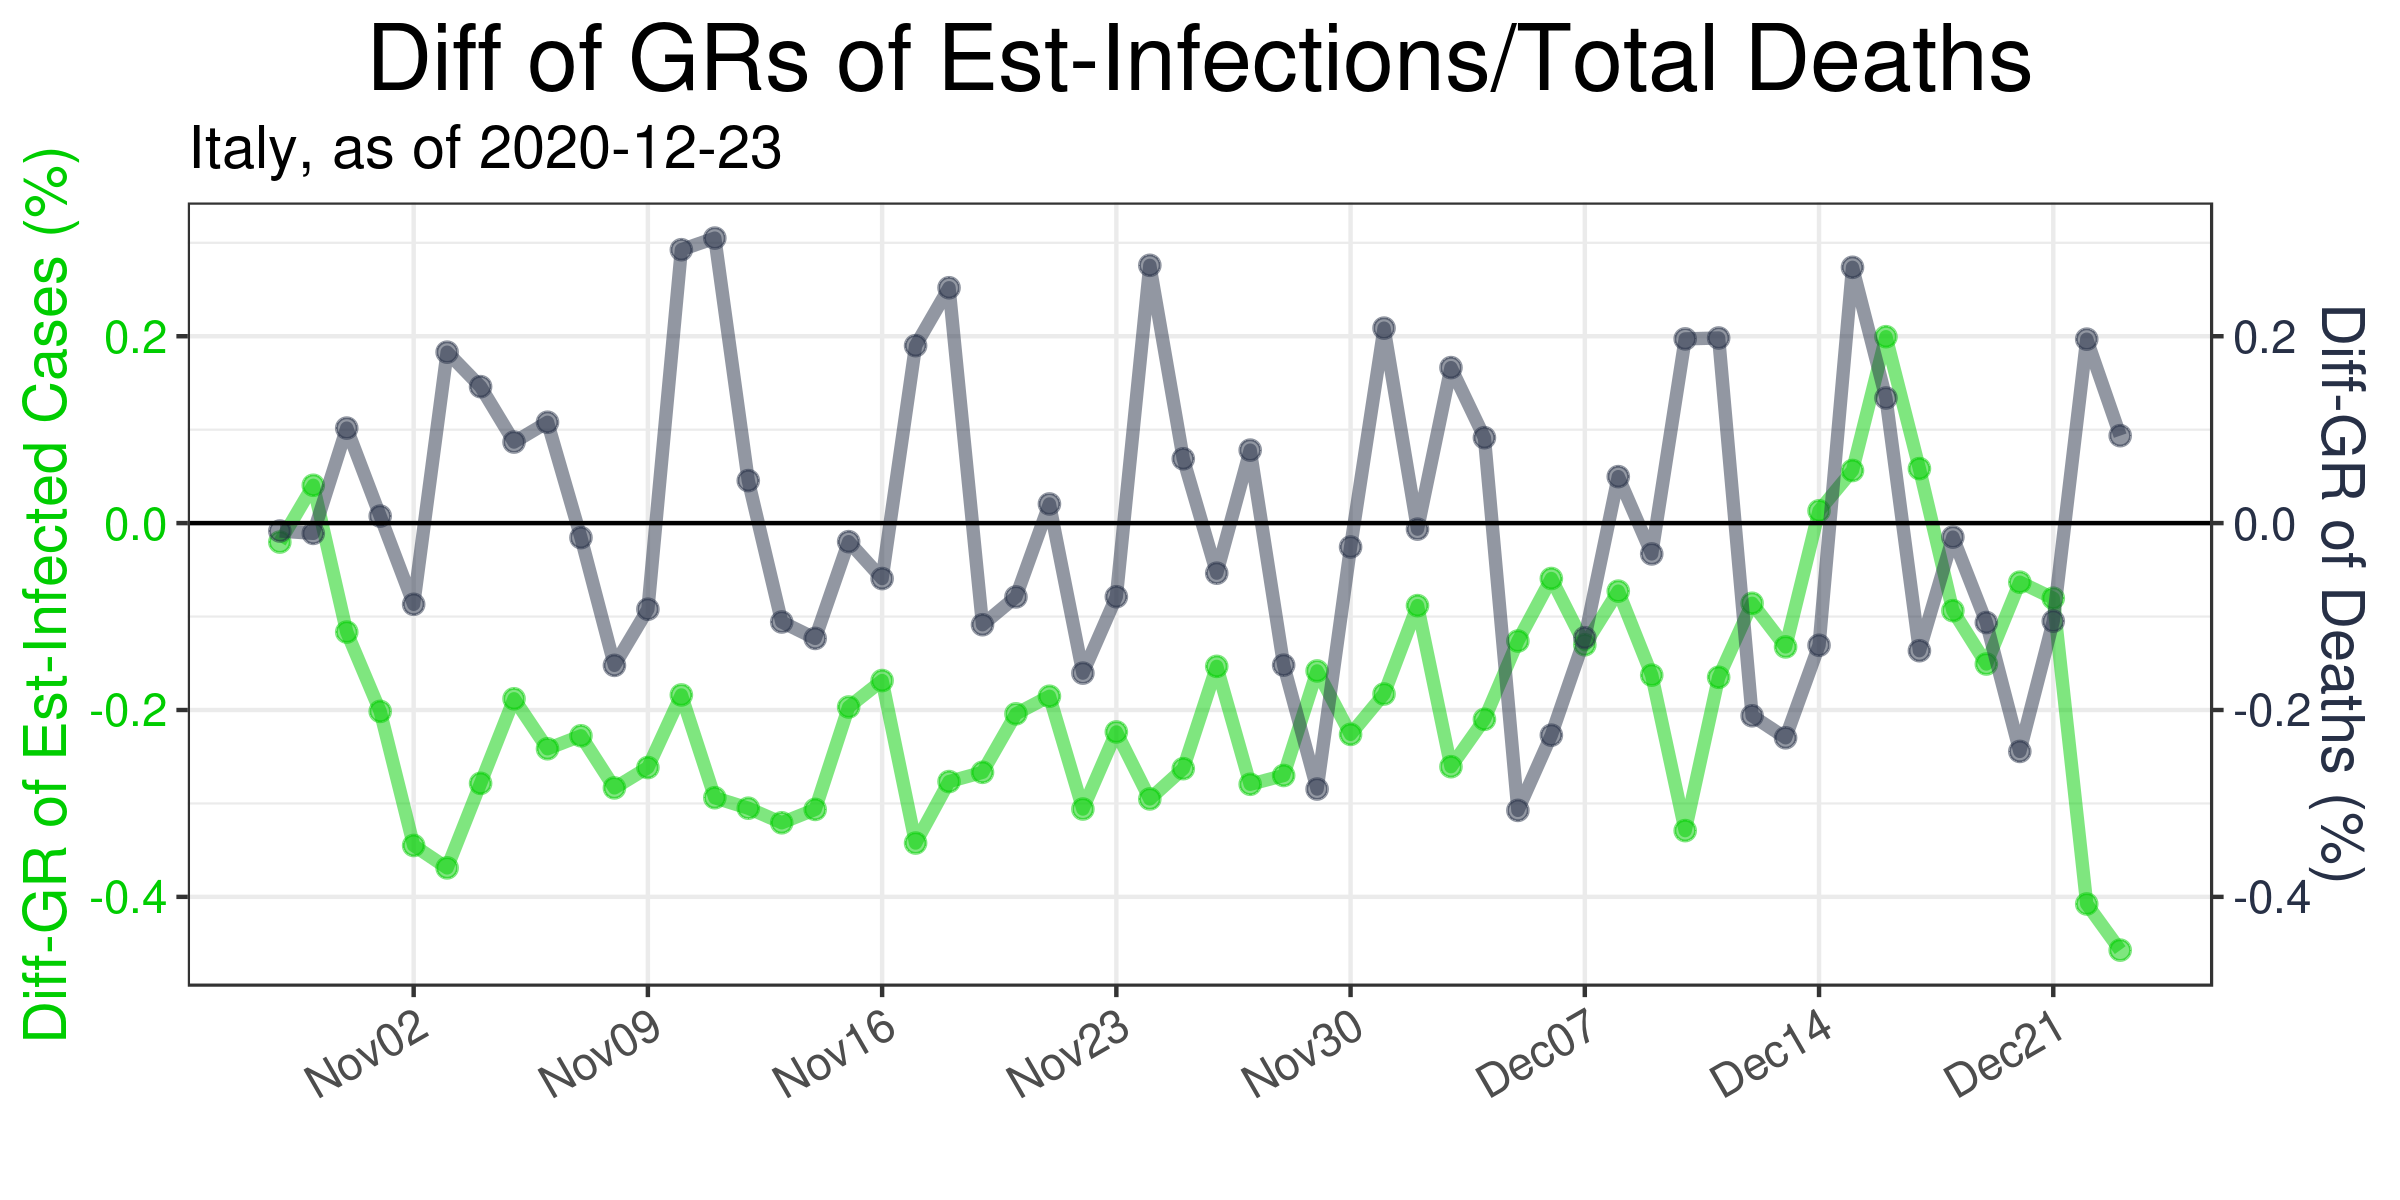 Diff of GRs of Est-Infections/Total Deaths
Italy, as of 2020-12-23
Diff-GR of Est-Infected Cases (%)
0.2
0.0
-0.2
-0.4
0.2
0.0
-0.2
-0.4
Diff-GR of Deaths (%)
Nov02
Nov09
Nov16
Nov23
Nov30
Dec07
Dec14
Dec21